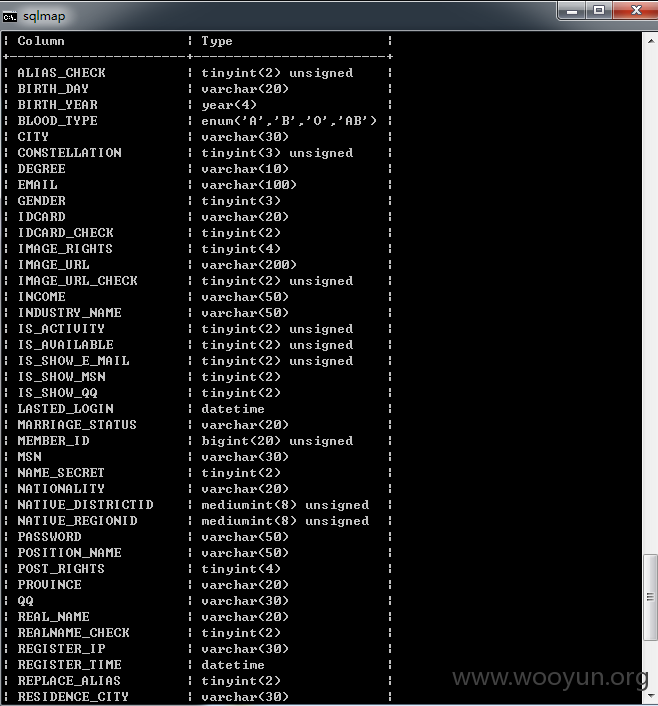 sqlmap
¦ Column ¦ Type ¦
+----------------------+------------------------+
¦ ALIAS_CHECK ¦ tinyint(2) unsigned ¦
¦ BIRTH_DAY ¦ varchar(20) ¦
¦ BIRTH_YEAR ¦ year(4) ¦
¦ BLOOD_TYPE ¦ enum('A','B','O','AB') ¦
¦ CITY ¦ varchar(30) ¦
¦ CONSTELLATION ¦ tinyint(3) unsigned ¦
¦ DEGREE ¦ varchar(10) ¦
¦ EMAIL ¦ varchar(100) ¦
¦ GENDER ¦ tinyint(3) ¦
¦ IDCARD ¦ varchar(20) ¦
¦ IDCARD_CHECK ¦ tinyint(2) ¦
¦ IMAGE_RIGHTS ¦ tinyint(4) ¦
¦ IMAGE_URL ¦ varchar(200) ¦
¦ IMAGE_URL_CHECK ¦ tinyint(2) unsigned ¦
¦ INCOME ¦ varchar(50) ¦
¦ INDUSTRY_NAME ¦ varchar(50) ¦
¦ IS_ACTIVITY ¦ tinyint(2) unsigned ¦
¦ IS_AVAILABLE ¦ tinyint(2) unsigned ¦
¦ IS_SHOW_E_MAIL ¦ tinyint(2) unsigned ¦
¦ IS_SHOW_MSN ¦ tinyint(2) ¦
¦ IS_SHOW_QQ ¦ tinyint(2) ¦
¦ LASTED_LOGIN ¦ datetime ¦
¦ MARRIAGE_STATUS ¦ varchar(20) ¦
¦ MEMBER_ID ¦ bigint(20) unsigned ¦
¦ MSN ¦ varchar(30) ¦
¦ NAME_SECRET ¦ tinyint(2) ¦
¦ NATIONALITY ¦ varchar(20) ¦
¦ NATIVE_DISTRICTID ¦ mediumint(8) unsigned ¦
¦ NATIVE_REGIONID ¦ mediumint(8) unsigned ¦
¦ PASSWORD ¦ varchar(50) ¦
¦ POSITION_NAME ¦ varchar(50) ¦
¦ POST_RIGHTS ¦ tinyint(4) ¦
¦ PROVINCE ¦ varchar(20) ¦
¦ QQ ¦ varchar(30) ¦
¦ REAL_NAME ¦ varchar(20) ¦
¦ REALNAME_CHECK ¦ tinyint(2) ¦
¦ REGISTER_IP ¦ varchar(30) ¦
¦ REGISTER_TIME ¦ datetime ¦
¦ REPLACE_ALIAS ¦ tinyint(2) ¦
¦ RESIDENCE_CITY ¦ varchar(30) ¦
www.wooyun.org